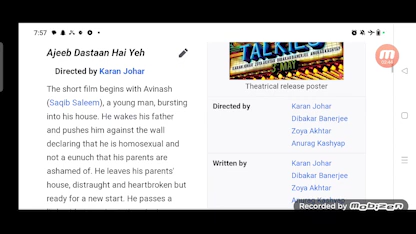 7:57
TALKIES
Ajeeb Dastaan Hai Yeh
Directed by Karan Johar
The short film begins with Avinash
(Saqib Saleem), a young man, bursting
into his house. He wakes his father
and pushes him against the wall
declaring that he is homosexual and
not a eunuch that his parents are
ashamed of. He leaves his parents'
house, distraught and heartbroken but
ready for a new start. He passes a
Theatrical release poster
Directed by
Karan Johar
Dibakar Banerjee
Zoya Akhtar
Anurag Kashyap
Written by
Karan Johar
Dibakar Banerjee
Zoya Akhtar
Anurag Kashyap
Recorded by MOBIZEN